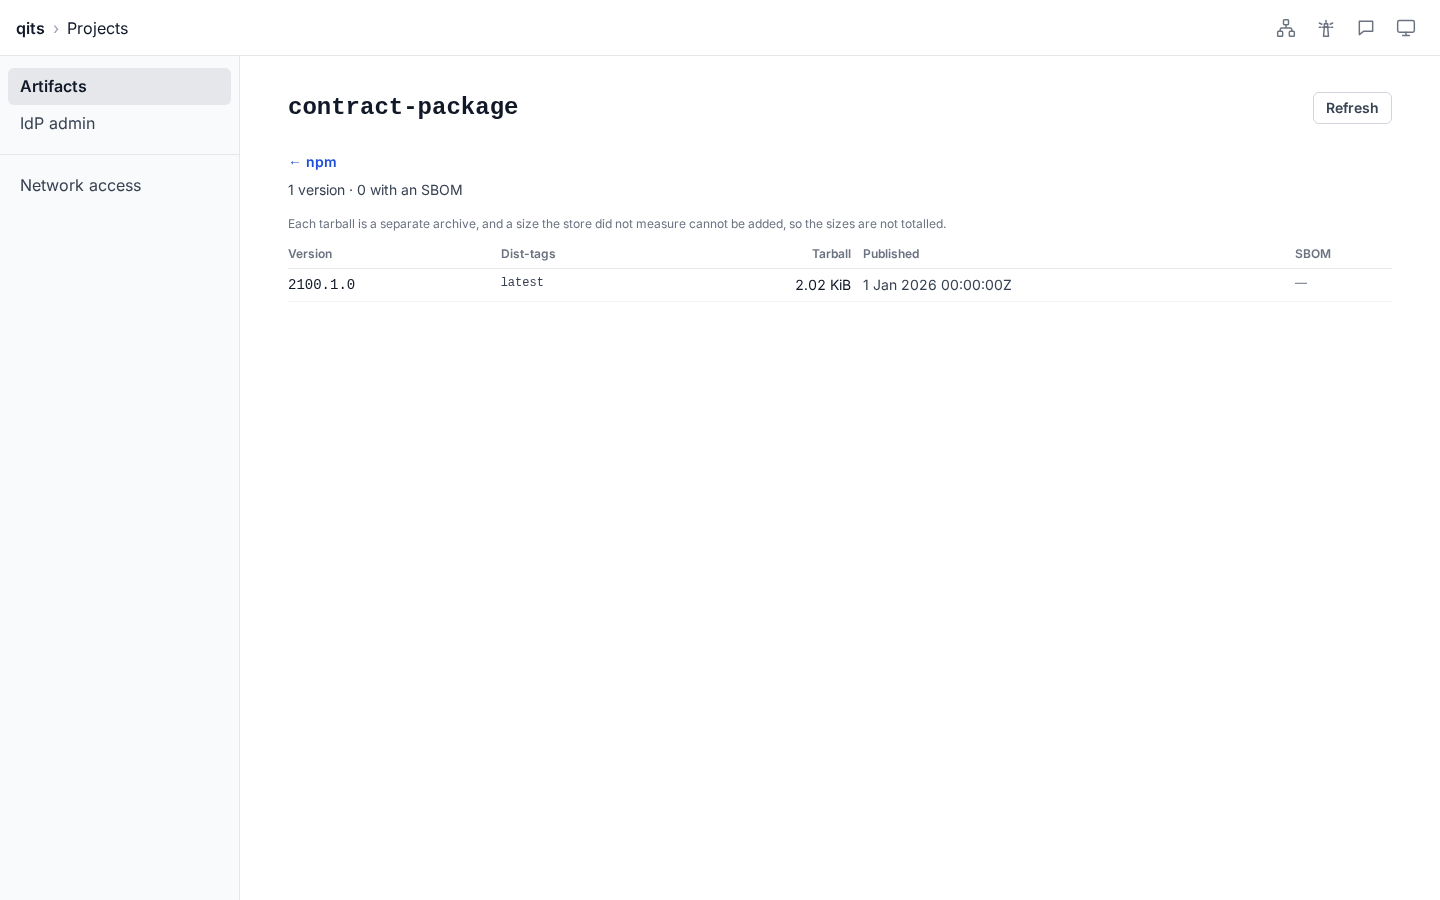 qits › Projects
Artifacts
IdP admin
Network access
contract-package
Refresh
← npm
1 version · 0 with an SBOM
Each tarball is a separate archive, and a size the store did not measure cannot be added, so the sizes are not totalled.
Version Dist-tags Tarball Published SBOM
2100.1.0 latest 2.02 KiB 1 Jan 2026 00:00:00Z —